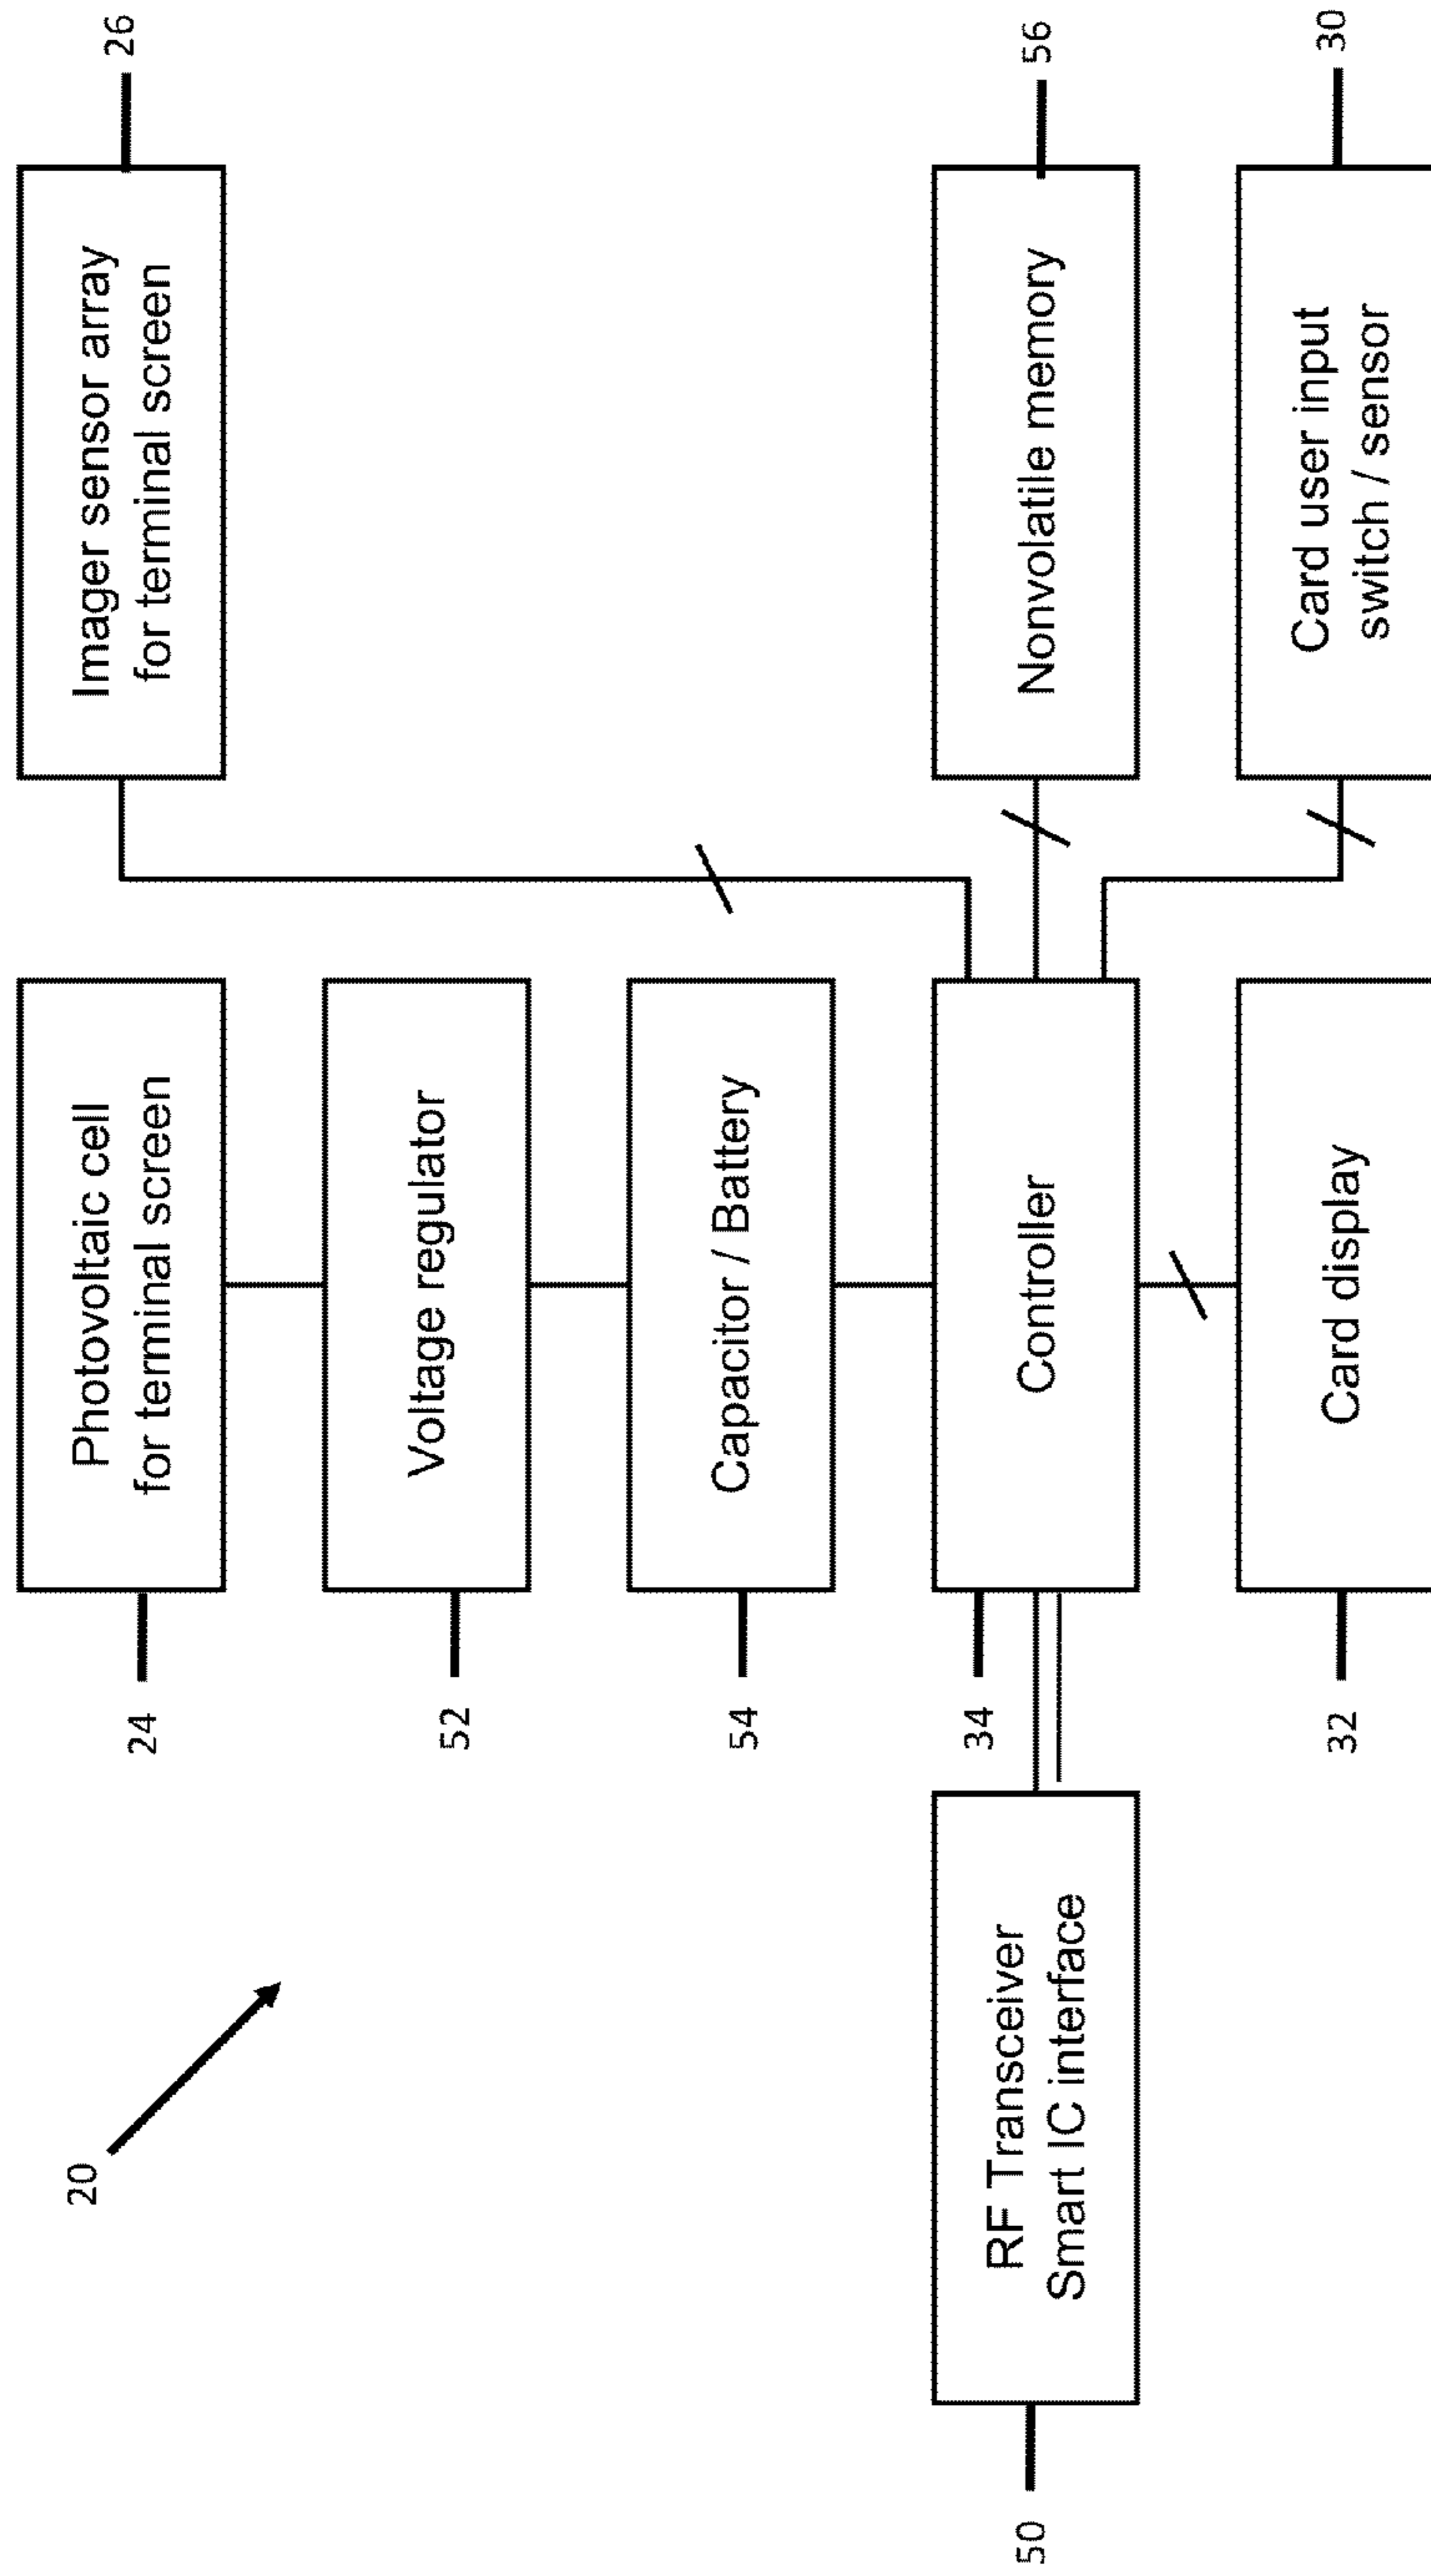 20
24
Photovoltaic cell
for terminal screen
Imager sensor array
for terminal screen
26
52
Voltage regulator
54
Capacitor / Battery
50
RF Transceiver
Smart IC interface
34
Controller
Nonvolatile memory
56
32
Card display
Card user input
switch / sensor
30